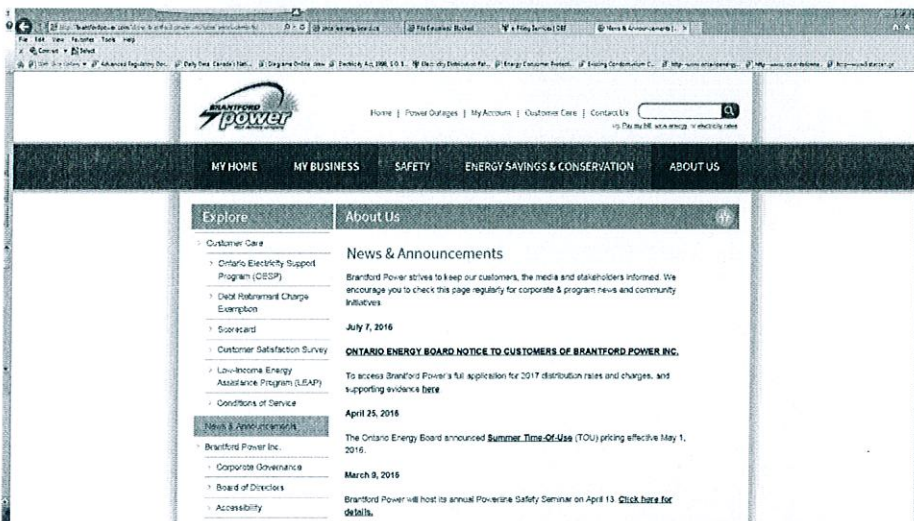 File Edit View Favorites Tools Help
BRANTFORD
power
Home | Power Outages | My Account | Customer Care | Contact Us
MY HOME MY BUSINESS SAFETY ENERGY SAVINGS & CONSERVATION ABOUT US
Explore
Customer Care
Ontario Electricity Support
Program (OESP)
Debt Retirement Charge
Exemption
Scorecard
Customer Satisfaction Survey
Low-Income Energy
Assistance Program (LEAP)
Conditions of Service
News & Announcements
Brantford Power Inc.
Corporate Governance
Board of Directors
Accessibility
About Us
News & Announcements
Brantford Power strives to keep our customers, the media and stakeholders informed. We
encourage you to check this page regularly for corporate & program news and community
initiatives.
July 7, 2016
ONTARIO ENERGY BOARD NOTICE TO CUSTOMERS OF BRANTFORD POWER INC.
To access Brantford Power's full application for 2017 distribution rates and charges, and
supporting evidence here
April 25, 2016
The Ontario Energy Board announced Summer Time-Of-Use (TOU) pricing effective May 1,
2016.
March 9, 2016
Brantford Power will host its annual Powerline Safety Seminar on April 13. Click here for
details.